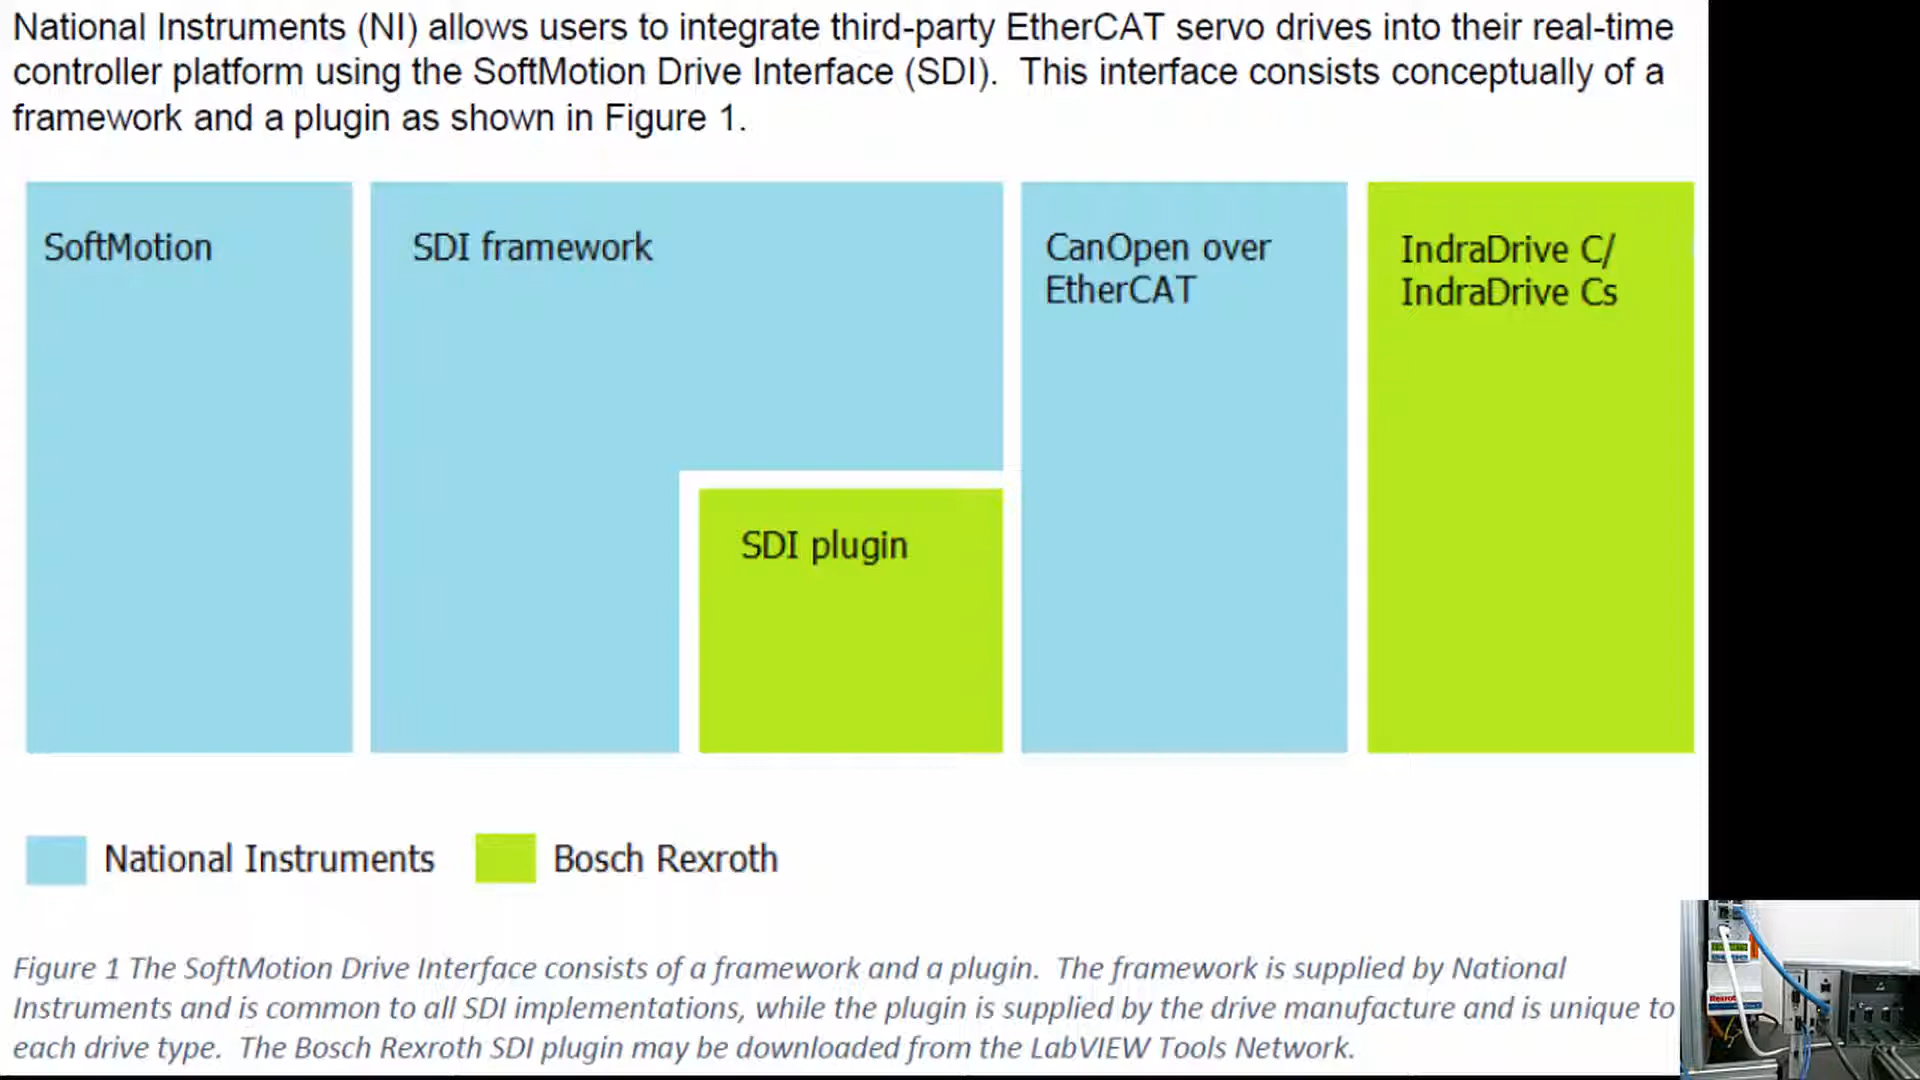 National Instruments (NI) allows users to integrate third-party EtherCAT servo drives into their real-time
controller platform using the SoftMotion Drive Interface (SDI).  This interface consists conceptually of a
framework and a plugin as shown in Figure 1.
SoftMotion
SDI framework
CanOpen over
EtherCAT
IndraDrive C/
IndraDrive Cs
SDI plugin
National Instruments
Bosch Rexroth
Figure 1 The SoftMotion Drive Interface consists of a framework and a plugin.  The framework is supplied by National
Instruments and is common to all SDI implementations, while the plugin is supplied by the drive manufacture and is unique to
each drive type.  The Bosch Rexroth SDI plugin may be downloaded from the LabVIEW Tools Network.
Rexroth